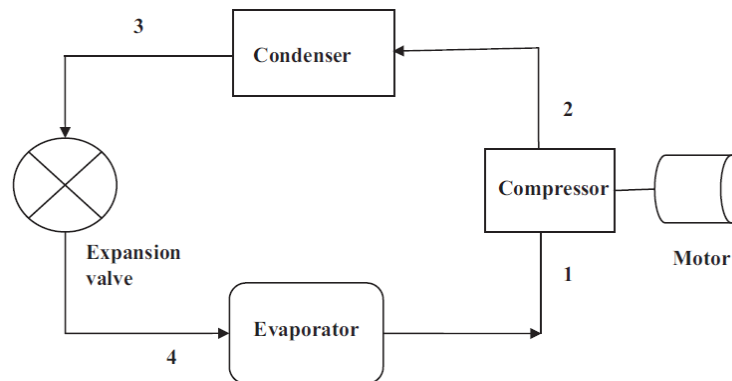 3
Condenser
2
Compressor
Expansion
valve
Motor
1
Evaporator
4